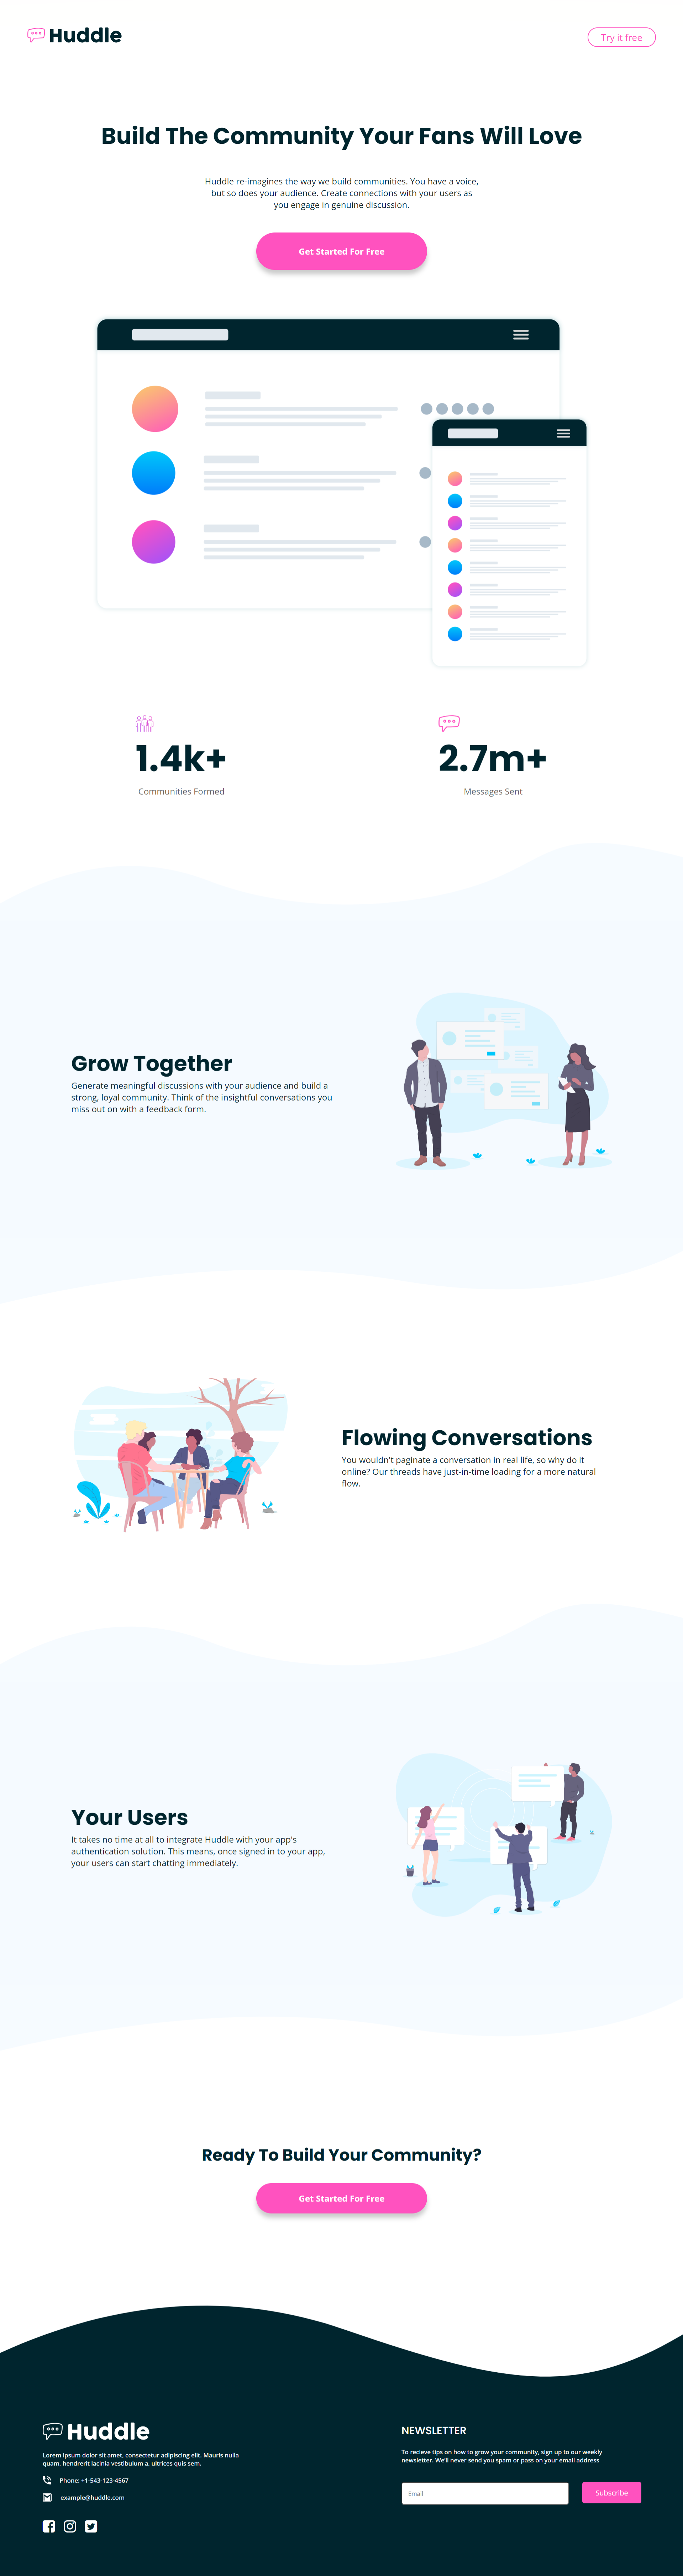 Huddle
Try it free
Build The Community Your Fans Will Love
Huddle re-imagines the way we build communities. You have a voice,
but so does your audience. Create connections with your users as
you engage in genuine discussion.
Get Started For Free
1.4k+
Communities Formed
2.7m+
Messages Sent
Grow Together
Generate meaningful discussions with your audience and build a
strong, loyal community. Think of the insightful conversations you
miss out on with a feedback form.
Flowing Conversations
You wouldn't paginate a conversation in real life, so why do it
online? Our threads have just-in-time loading for a more natural
flow.
Your Users
It takes no time at all to integrate Huddle with your app's
authentication solution. This means, once signed in to your app,
your users can start chatting immediately.
Ready To Build Your Community?
Get Started For Free
Huddle
Lorem ipsum dolor sit amet, consectetur adipiscing elit. Mauris nulla
quam, hendrerit lacinia vestibulum a, ultrices quis sem.
Phone: +1-543-123-4567
example@huddle.com
NEWSLETTER
To recieve tips on how to grow your community, sign up to our weekly
newsletter. We'll never send you spam or pass on your email address
Email
Subscribe